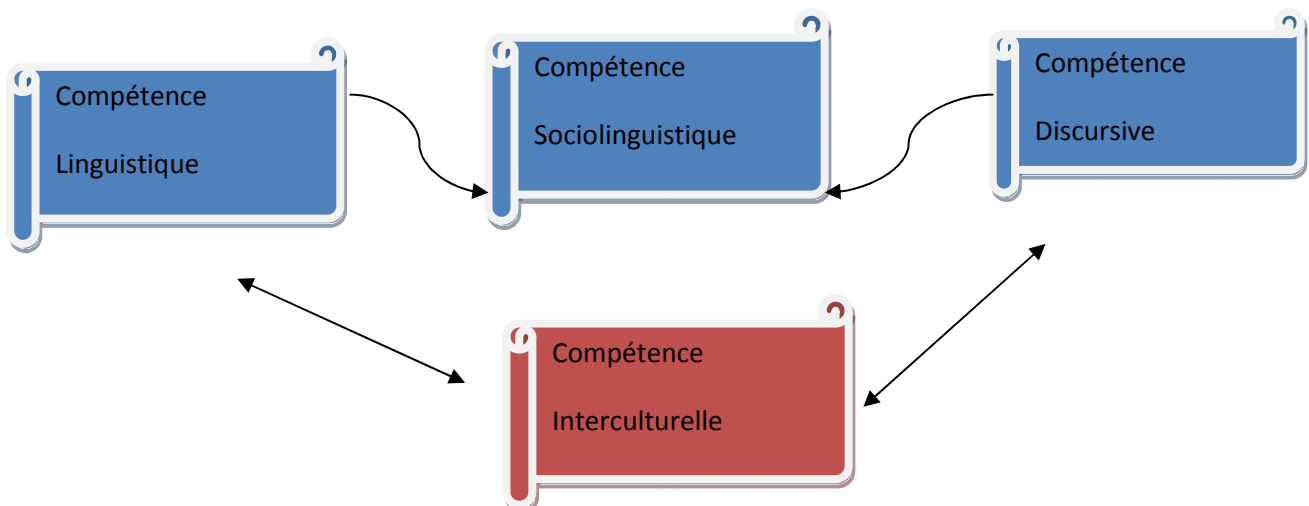 Compétence
Linguistique
Compétence
Sociolinguistique
Compétence
Discursive
Compétence
Interculturelle